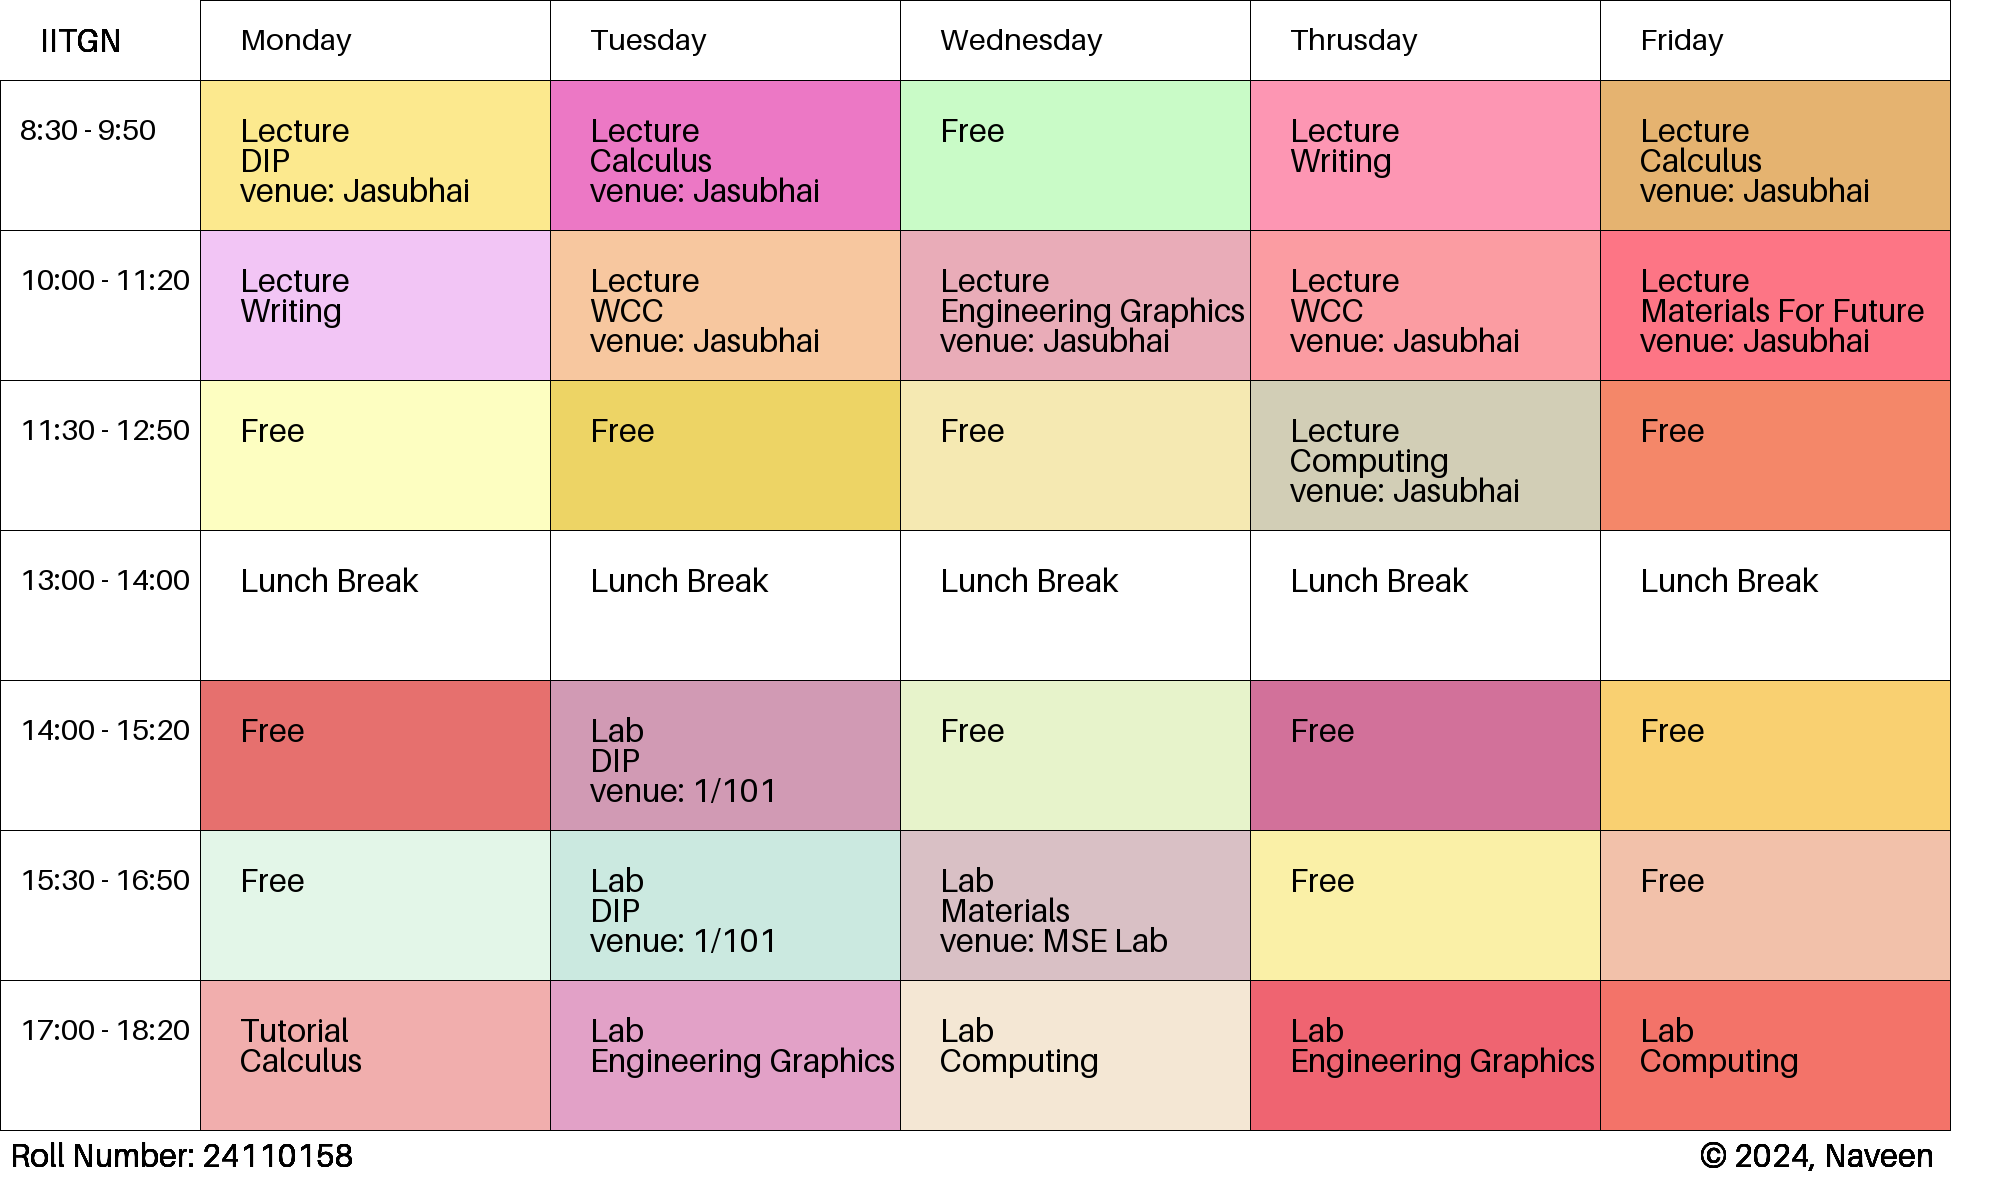 IITGN
Monday
Tuesday
Wednesday
Thrusday
Friday
8:30 - 9:50
Lecture
DIP
venue: Jasubhai
Lecture
Calculus
venue: Jasubhai
Free
Lecture
Writing
Lecture
Calculus
venue: Jasubhai
10:00 - 11:20
Lecture
Writing
Lecture
WCC
venue: Jasubhai
Lecture
Engineering Graphics
venue: Jasubhai
Lecture
WCC
venue: Jasubhai
Lecture
Materials For Future
venue: Jasubhai
11:30 - 12:50
Free
Free
Free
Lecture
Computing
venue: Jasubhai
Free
13:00 - 14:00
Lunch Break
Lunch Break
Lunch Break
Lunch Break
Lunch Break
14:00 - 15:20
Free
Lab
DIP
venue: 1/101
Free
Free
Free
15:30 - 16:50
Free
Lab
DIP
venue: 1/101
Lab
Materials
venue: MSE Lab
Free
Free
17:00 - 18:20
Tutorial
Calculus
Lab
Engineering Graphics
Lab
Computing
Lab
Engineering Graphics
Lab
Computing
Roll Number: 24110158
© 2024, Naveen